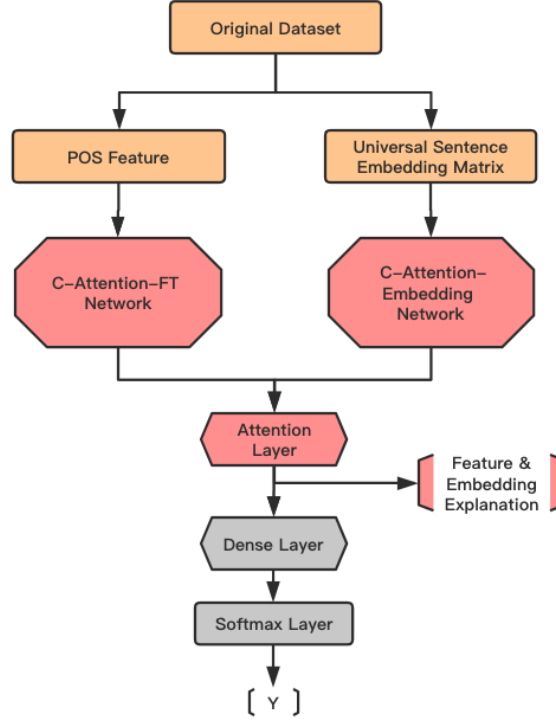 Original Dataset
POS Feature
Universal Sentence
Embedding Matrix
C-Attention-FT
Network
C-Attention-
Embedding
Network
Attention
Layer
Feature &
Embedding
Explanation
Dense Layer
Softmax Layer
[ Y ]